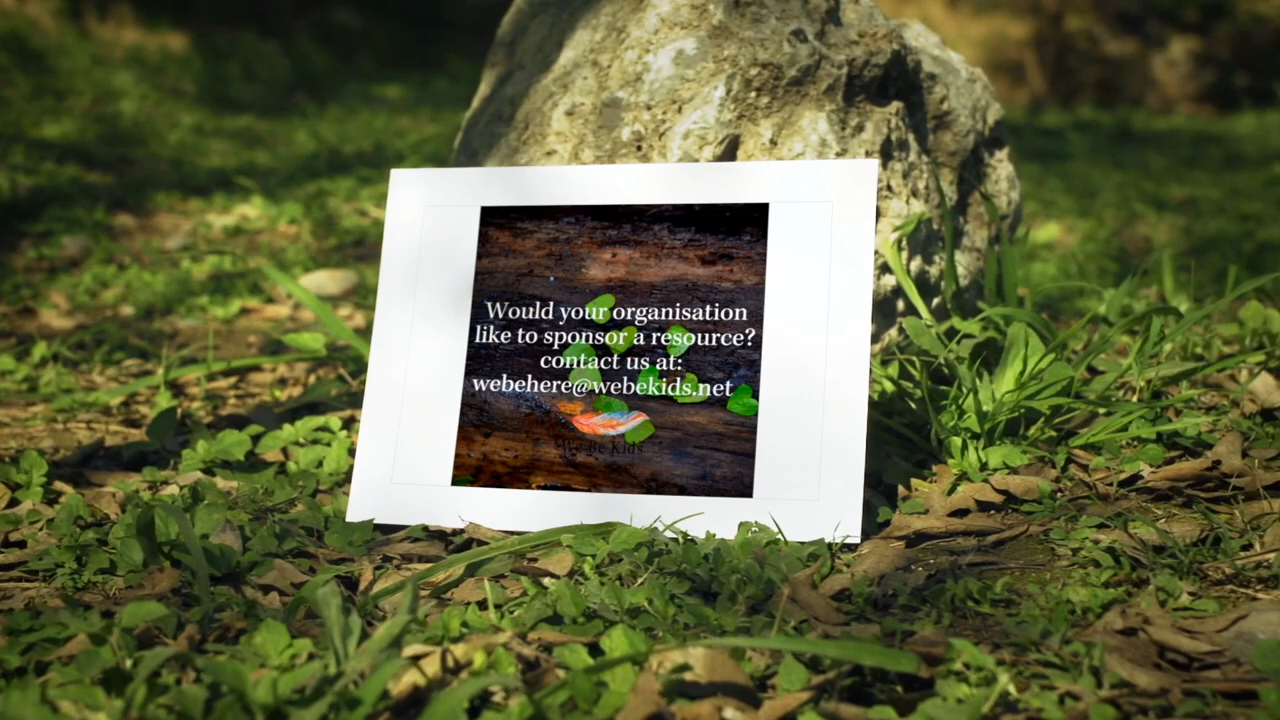 Would your organisation
like to sponsor a resource?
contact us at:
webehere@webekids.net
We Be Kids